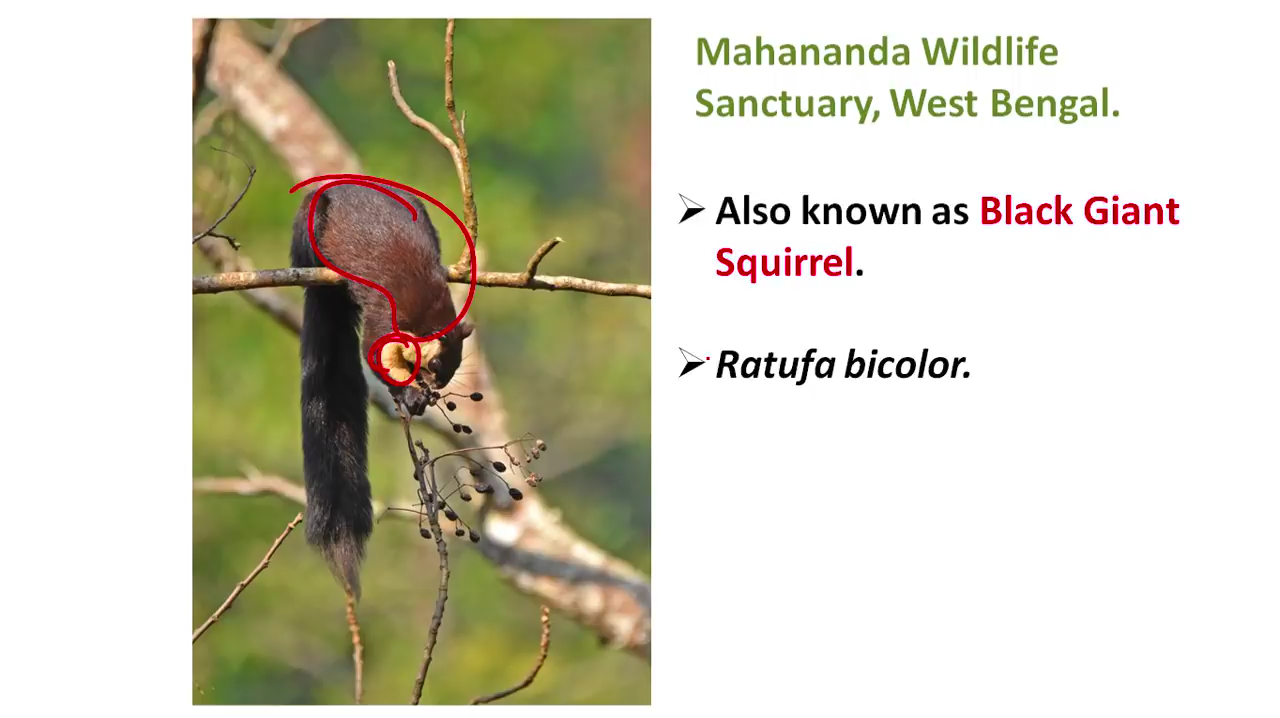 Mahananda Wildlife
Sanctuary, West Bengal.
➢ Also known as Black Giant
Squirrel.
➢ Ratufa bicolor.